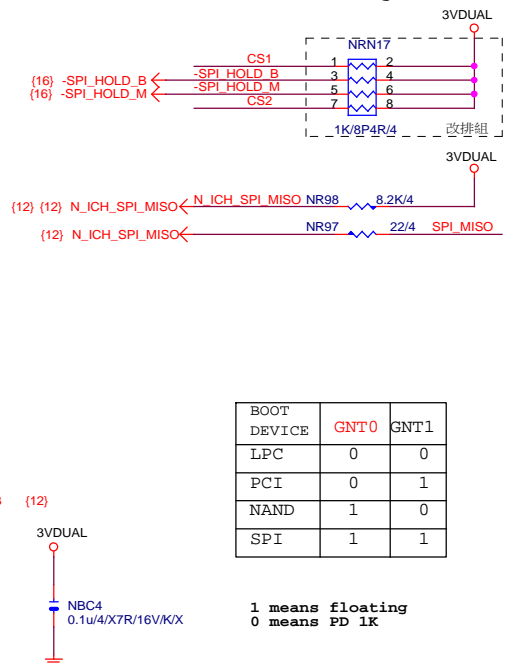 3VDUAL
NRN17
CS1 1 2
{16} -SPI_HOLD_B -SPI_HOLD_B 3 4
{16} -SPI_HOLD_M -SPI_HOLD_M 5 6
CS2 7 8
1K/8P4R/4 改排組
3VDUAL
{12} {12} N_ICH_SPI_MISO N_ICH_SPI_MISO NR98 8.2K/4
{12} N_ICH_SPI_MISO NR97 22/4 SPI_MISO
BOOT
DEVICE GNT0 GNT1
LPC 0 0
PCI 0 1
NAND 1 0
SPI 1 1
{12}
3VDUAL
NBC4
0.1u/4/X7R/16V/K/X
1 means floating
0 means PD 1K